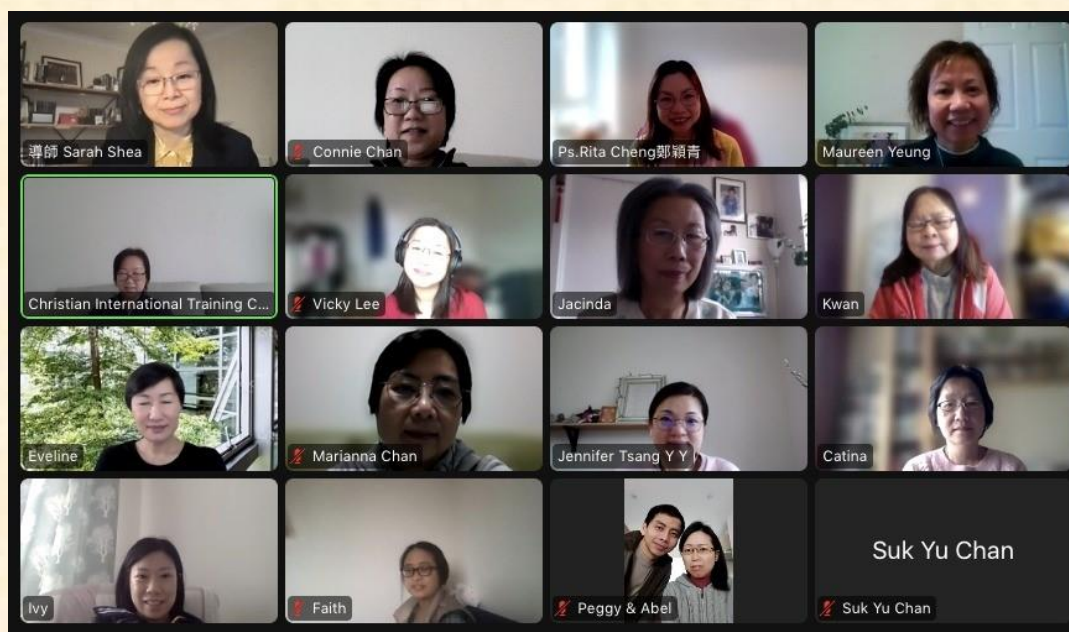 導師 Sarah Shea
Connie Chan
Ps.Rita Cheng鄭穎青
Maureen Yeung
Christian International Training C...
Vicky Lee
Jacinda
Kwan
Eveline
Marianna Chan
Jennifer Tsang Y Y
Catina
Ivy
Faith
Peggy & Abel
Suk Yu Chan
Suk Yu Chan